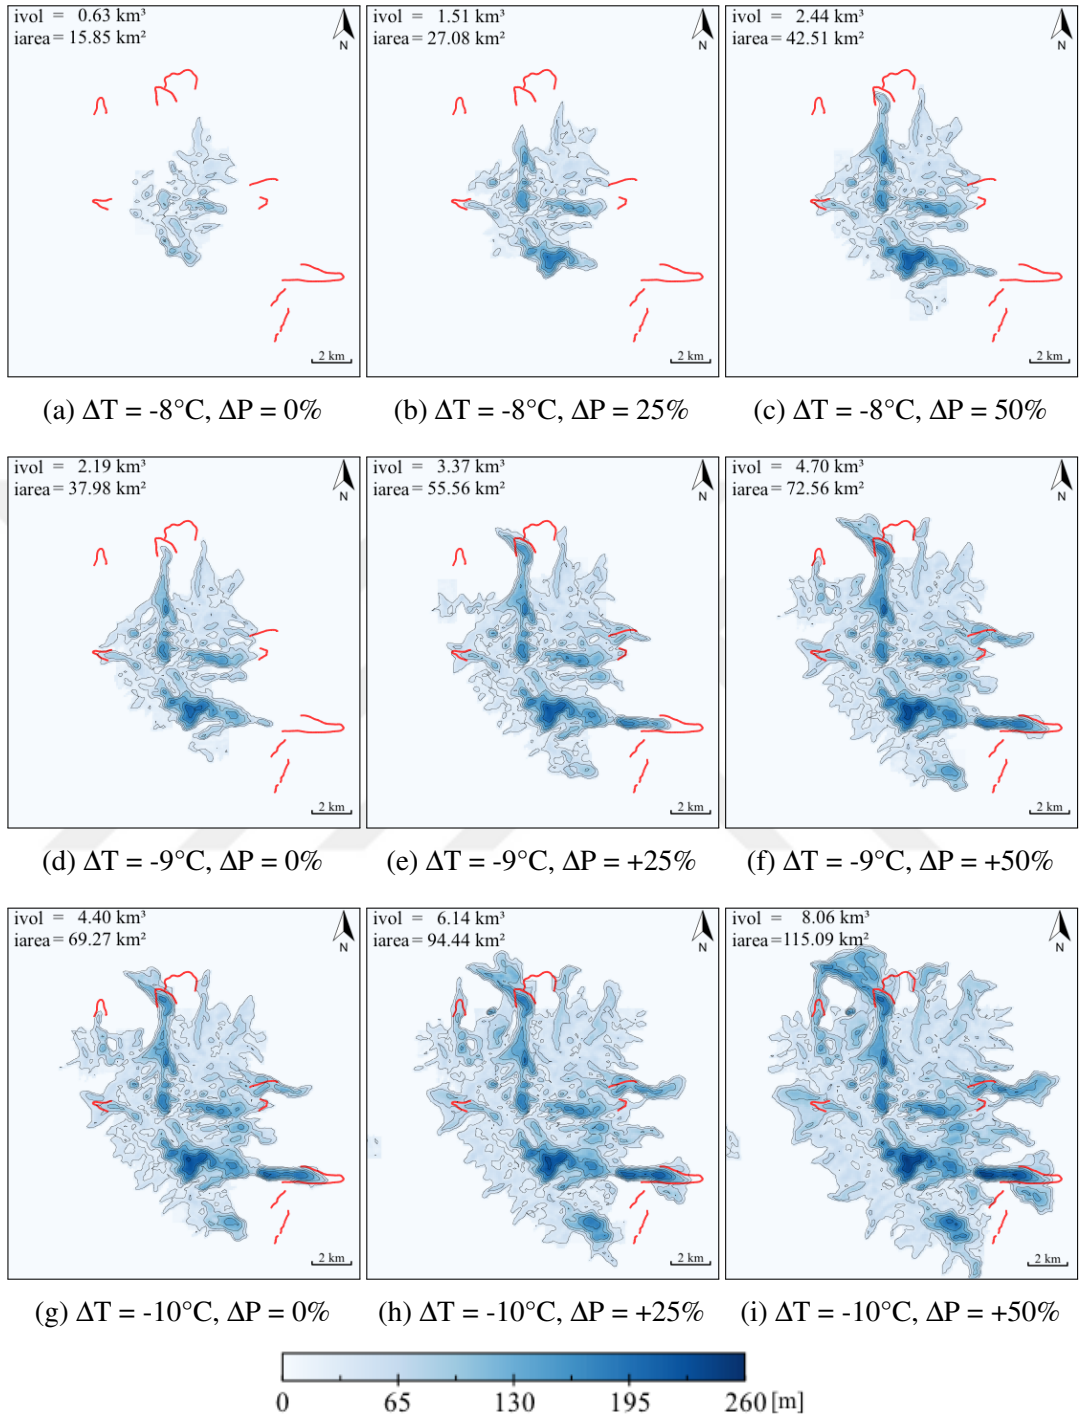 ivol = 0.63 km³
iarea = 15.85 km²
N
2 km
ivol = 1.51 km³
iarea = 27.08 km²
N
2 km
ivol = 2.44 km³
iarea = 42.51 km²
N
2 km
(a) ΔT = -8°C, ΔP = 0%
(b) ΔT = -8°C, ΔP = 25%
(c) ΔT = -8°C, ΔP = 50%
ivol = 2.19 km³
iarea = 37.98 km²
N
2 km
ivol = 3.37 km³
iarea = 55.56 km²
N
2 km
ivol = 4.70 km³
iarea = 72.56 km²
N
2 km
(d) ΔT = -9°C, ΔP = 0%
(e) ΔT = -9°C, ΔP = +25%
(f) ΔT = -9°C, ΔP = +50%
ivol = 4.40 km³
iarea = 69.27 km²
N
2 km
ivol = 6.14 km³
iarea = 94.44 km²
N
2 km
ivol = 8.06 km³
iarea =115.09 km²
N
2 km
(g) ΔT = -10°C, ΔP = 0%
(h) ΔT = -10°C, ΔP = +25%
(i) ΔT = -10°C, ΔP = +50%
0 65 130 195 260 [m]